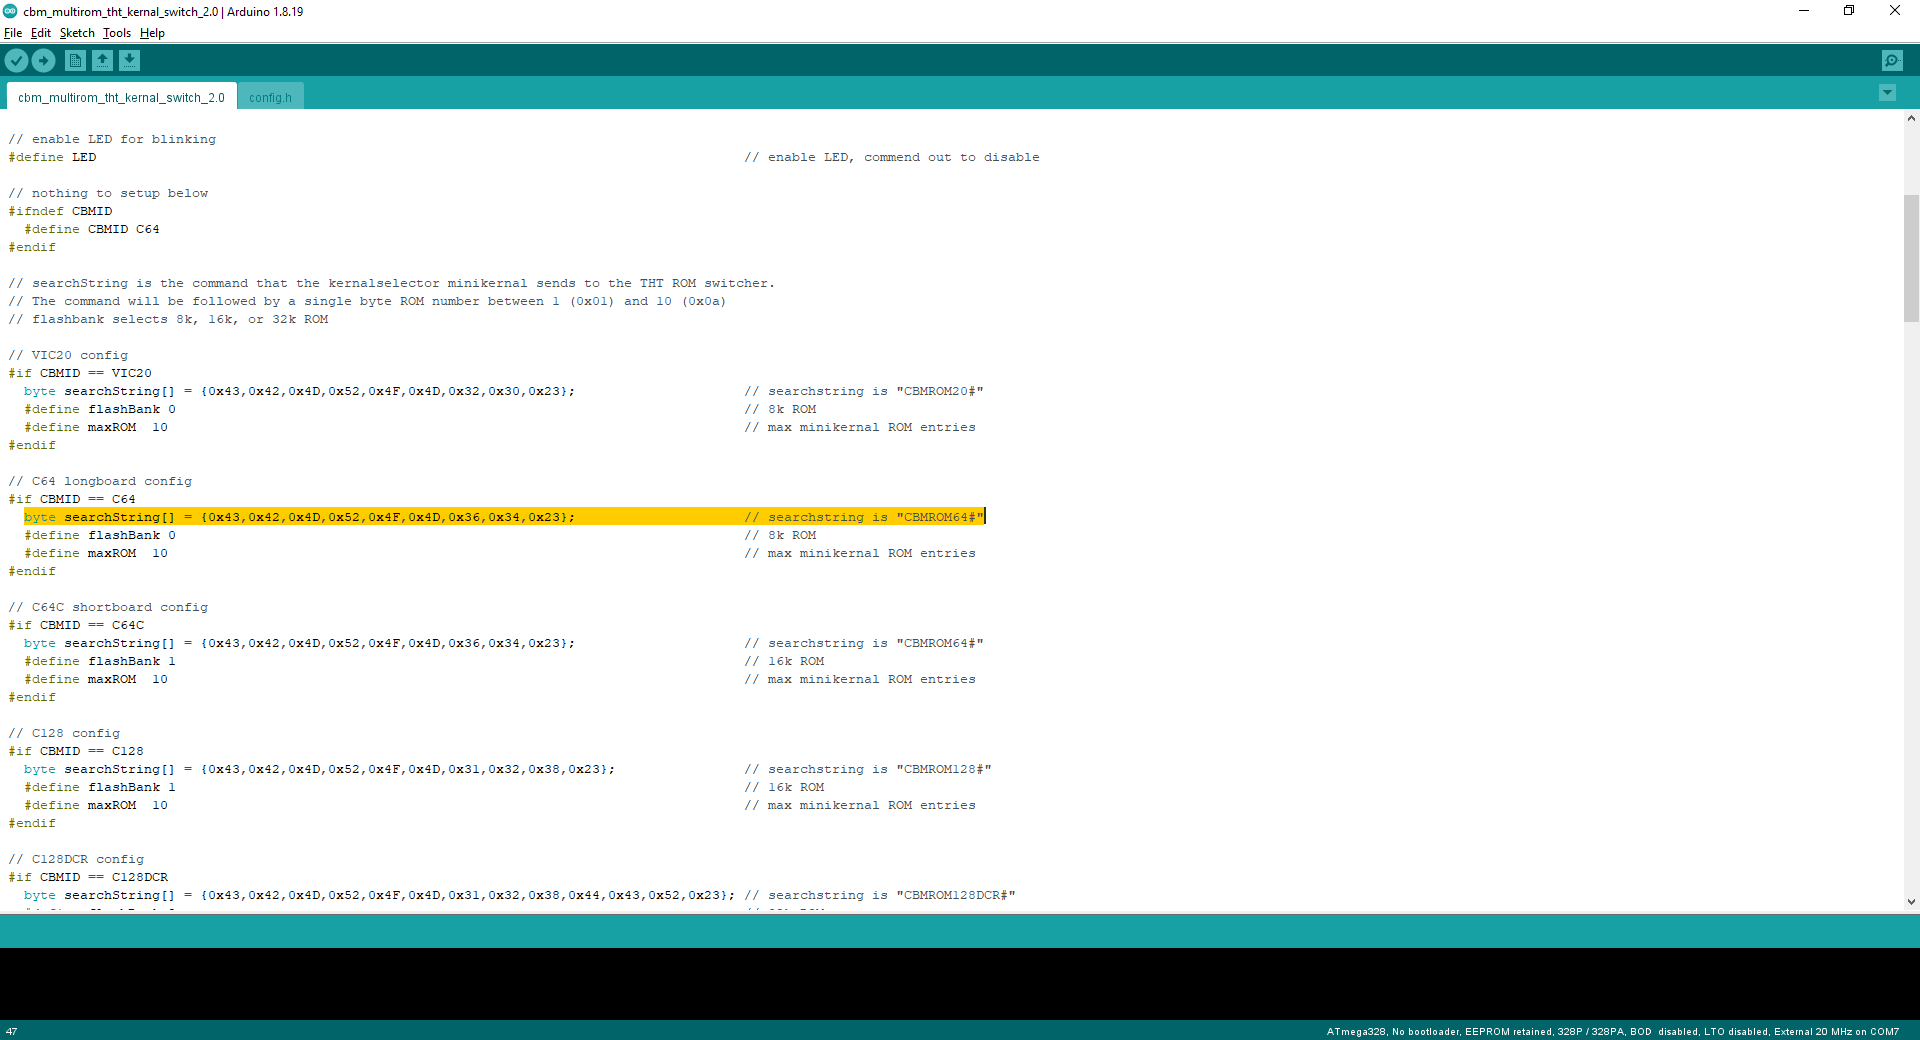 cbm_multirom_tht_kernal_switch_2.0 | Arduino 1.8.19
File Edit Sketch Tools Help
cbm_multirom_tht_kernal_switch_2.0 config.h
// enable LED for blinking
#define LED // enable LED, commend out to disable
// nothing to setup below
#ifndef CBMID
#define CBMID C64
#endif
// searchString is the command that the kernalselector minikernal sends to the THT ROM switcher.
// The command will be followed by a single byte ROM number between 1 (0x01) and 10 (0x0a)
// flashbank selects 8k, 16k, or 32k ROM
// VIC20 config
#if CBMID == VIC20
byte searchString[] = {0x43,0x42,0x4D,0x52,0x4F,0x4D,0x32,0x30,0x23}; // searchstring is "CBMROM20#"
#define flashBank 0 // 8k ROM
#define maxROM 10 // max minikernal ROM entries
#endif
// C64 longboard config
#if CBMID == C64
byte searchString[] = {0x43,0x42,0x4D,0x52,0x4F,0x4D,0x36,0x34,0x23}; // searchstring is "CBMROM64#"
#define flashBank 0 // 8k ROM
#define maxROM 10 // max minikernal ROM entries
#endif
// C64C shortboard config
#if CBMID == C64C
byte searchString[] = {0x43,0x42,0x4D,0x52,0x4F,0x4D,0x36,0x34,0x23}; // searchstring is "CBMROM64#"
#define flashBank 1 // 16k ROM
#define maxROM 10 // max minikernal ROM entries
#endif
// C128 config
#if CBMID == C128
byte searchString[] = {0x43,0x42,0x4D,0x52,0x4F,0x4D,0x31,0x32,0x38,0x23}; // searchstring is "CBMROM128#"
#define flashBank 1 // 16k ROM
#define maxROM 10 // max minikernal ROM entries
#endif
// C128DCR config
#if CBMID == C128DCR
byte searchString[] = {0x43,0x42,0x4D,0x52,0x4F,0x4D,0x31,0x32,0x38,0x44,0x43,0x52,0x23}; // searchstring is "CBMROM128DCR#"
47 ATmega328, No bootloader, EEPROM retained, 328P / 328PA, BOD disabled, LTO disabled, External 20 MHz on COM7